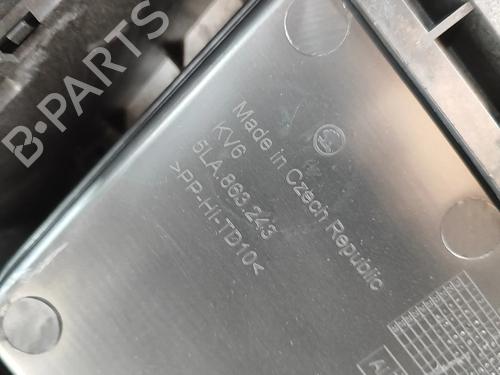 B-PARTS
Made in Czech Republic
KV6
5LA.863.243
>PP-HI-TD10<